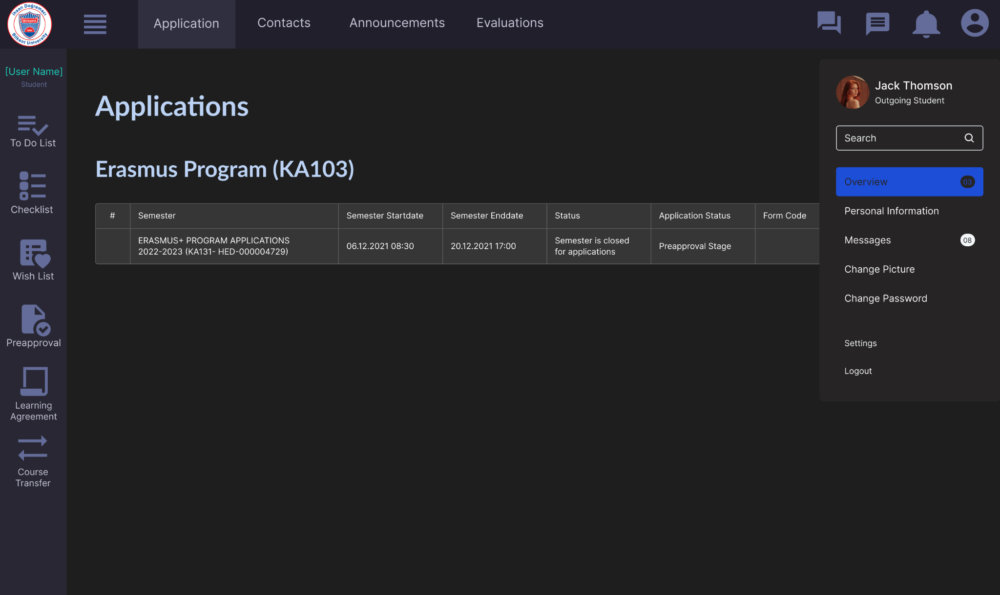 İhsan Doğramacı
Bilkent
1984
Bilkent University
Application
Contacts
Announcements
Evaluations
[User Name]
Student
To Do List
Checklist
Wish List
Preapproval
Learning
Agreement
Course
Transfer
Applications
Erasmus Program (KA103)
# Semester Semester Startdate Semester Enddate Status Application Status Form Code
ERASMUS+ PROGRAM APPLICATIONS
2022-2023 (KA131- HED-000004729)
06.12.2021 08:30
20.12.2021 17:00
Semester is closed
for applications
Preapproval Stage
Jack Thomson
Outgoing Student
Search
Overview 03
Personal Information
Messages 08
Change Picture
Change Password
Settings
Logout